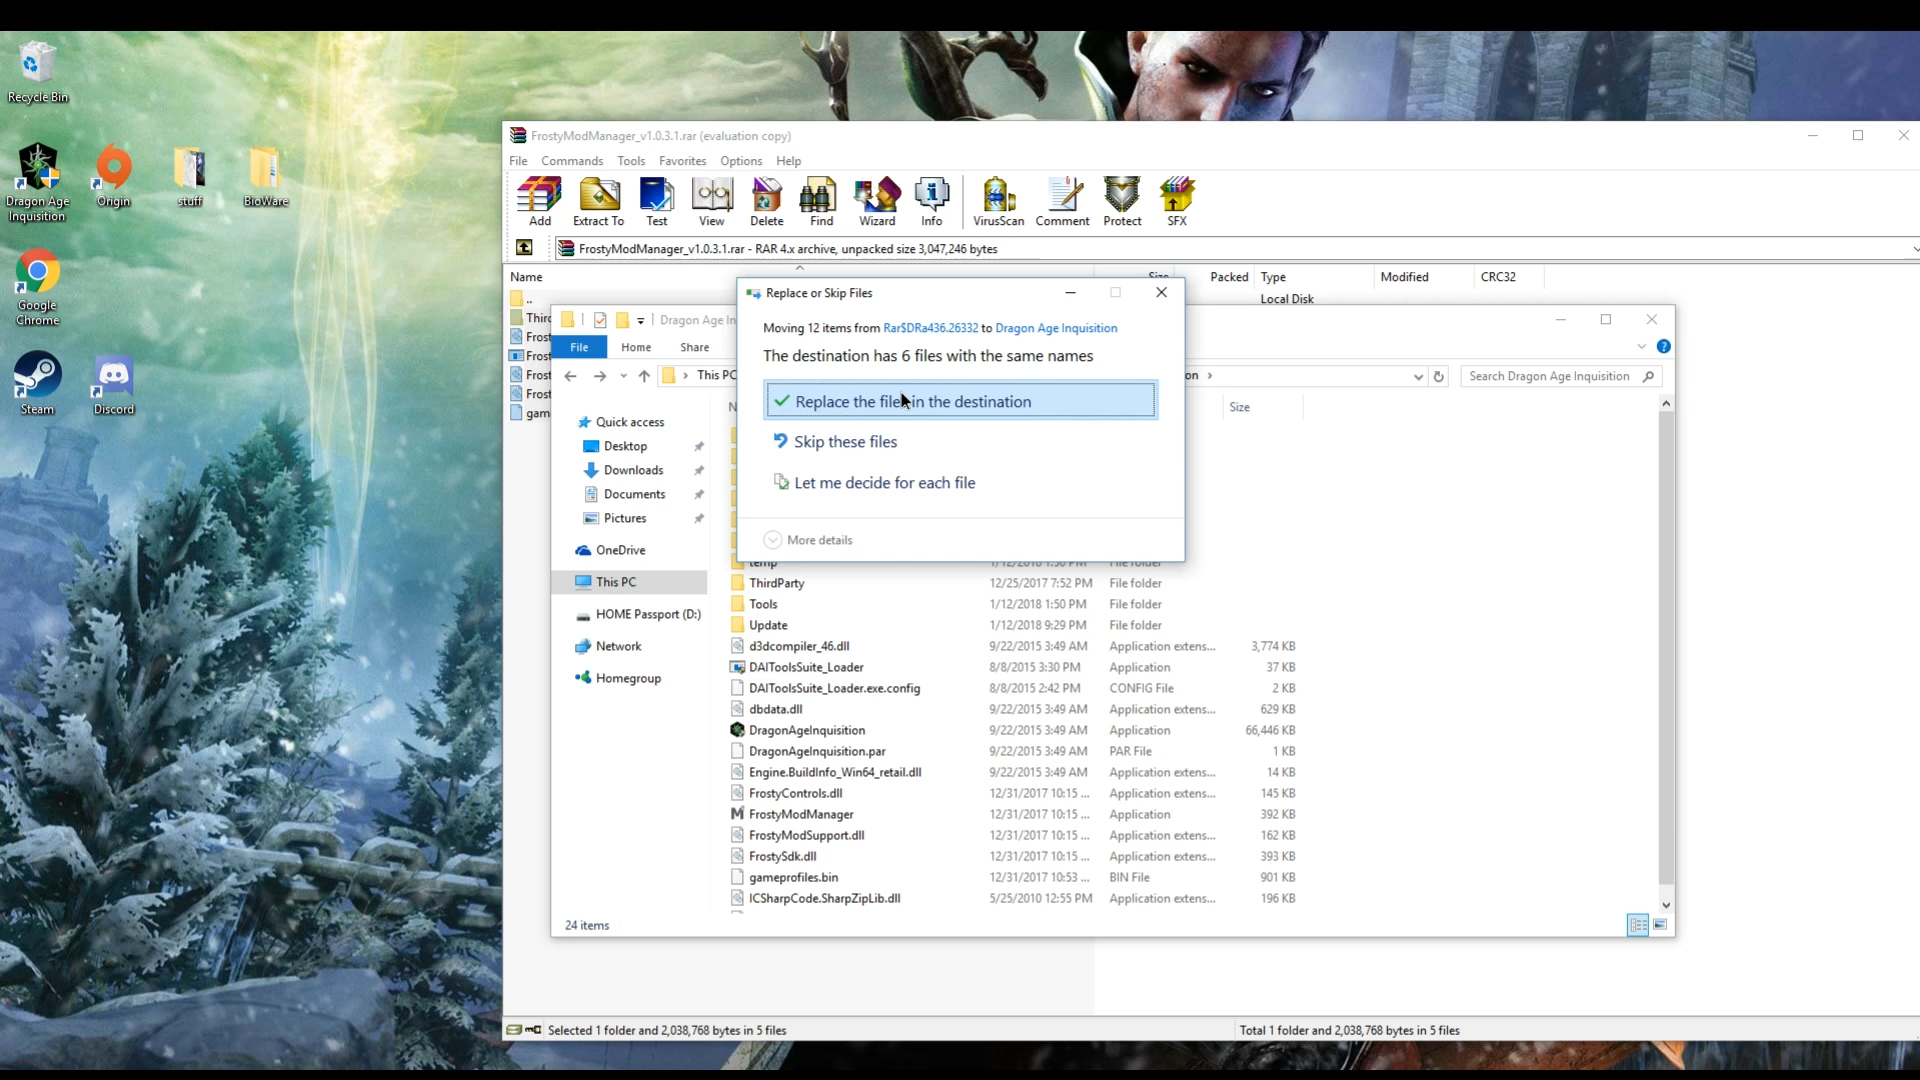 Recycle Bin
Dragon Age
Inquisition
Origin
stuff
BioWare
Google
Chrome
Steam
Discord
FrostyModManager_v1.0.3.1.rar (evaluation copy)
File Commands Tools Favorites Options Help
Add Extract To Test View Delete Find Wizard Info VirusScan Comment Protect SFX
FrostyModManager_v1.0.3.1.rar - RAR 4.x archive, unpacked size 3,047,246 bytes
Name Size Packed Type Modified CRC32
.. Local Disk
Third
Frost
Frost
Frost
Frost
gam
Dragon Age In
File Home Share
This PC
on
Search Dragon Age Inquisition
Size
Quick access
Desktop
Downloads
Documents
Pictures
OneDrive
This PC
HOME Passport (D:)
Network
Homegroup
Replace or Skip Files
Moving 12 items from Rar$DRa436.26332 to Dragon Age Inquisition
The destination has 6 files with the same names
Replace the files in the destination
Skip these files
Let me decide for each file
More details
temp 1/12/2018 1:50 PM File folder
ThirdParty 12/25/2017 7:52 PM File folder
Tools 1/12/2018 1:50 PM File folder
Update 1/12/2018 9:29 PM File folder
d3dcompiler_46.dll 9/22/2015 3:49 AM Application extens... 3,774 KB
DAIToolsSuite_Loader 8/8/2015 3:30 PM Application 37 KB
DAIToolsSuite_Loader.exe.config 8/8/2015 2:42 PM CONFIG File 2 KB
dbdata.dll 9/22/2015 3:49 AM Application extens... 629 KB
DragonAgeInquisition 9/22/2015 3:49 AM Application 66,446 KB
DragonAgeInquisition.par 9/22/2015 3:49 AM PAR File 1 KB
Engine.BuildInfo_Win64_retail.dll 9/22/2015 3:49 AM Application extens... 14 KB
FrostyControls.dll 12/31/2017 10:15 ... Application extens... 145 KB
FrostyModManager 12/31/2017 10:15 ... Application 392 KB
FrostyModSupport.dll 12/31/2017 10:15 ... Application extens... 162 KB
FrostySdk.dll 12/31/2017 10:15 ... Application extens... 393 KB
gameprofiles.bin 12/31/2017 10:53 ... BIN File 901 KB
ICSharpCode.SharpZipLib.dll 5/25/2010 12:55 PM Application extens... 196 KB
24 items
Selected 1 folder and 2,038,768 bytes in 5 files
Total 1 folder and 2,038,768 bytes in 5 files